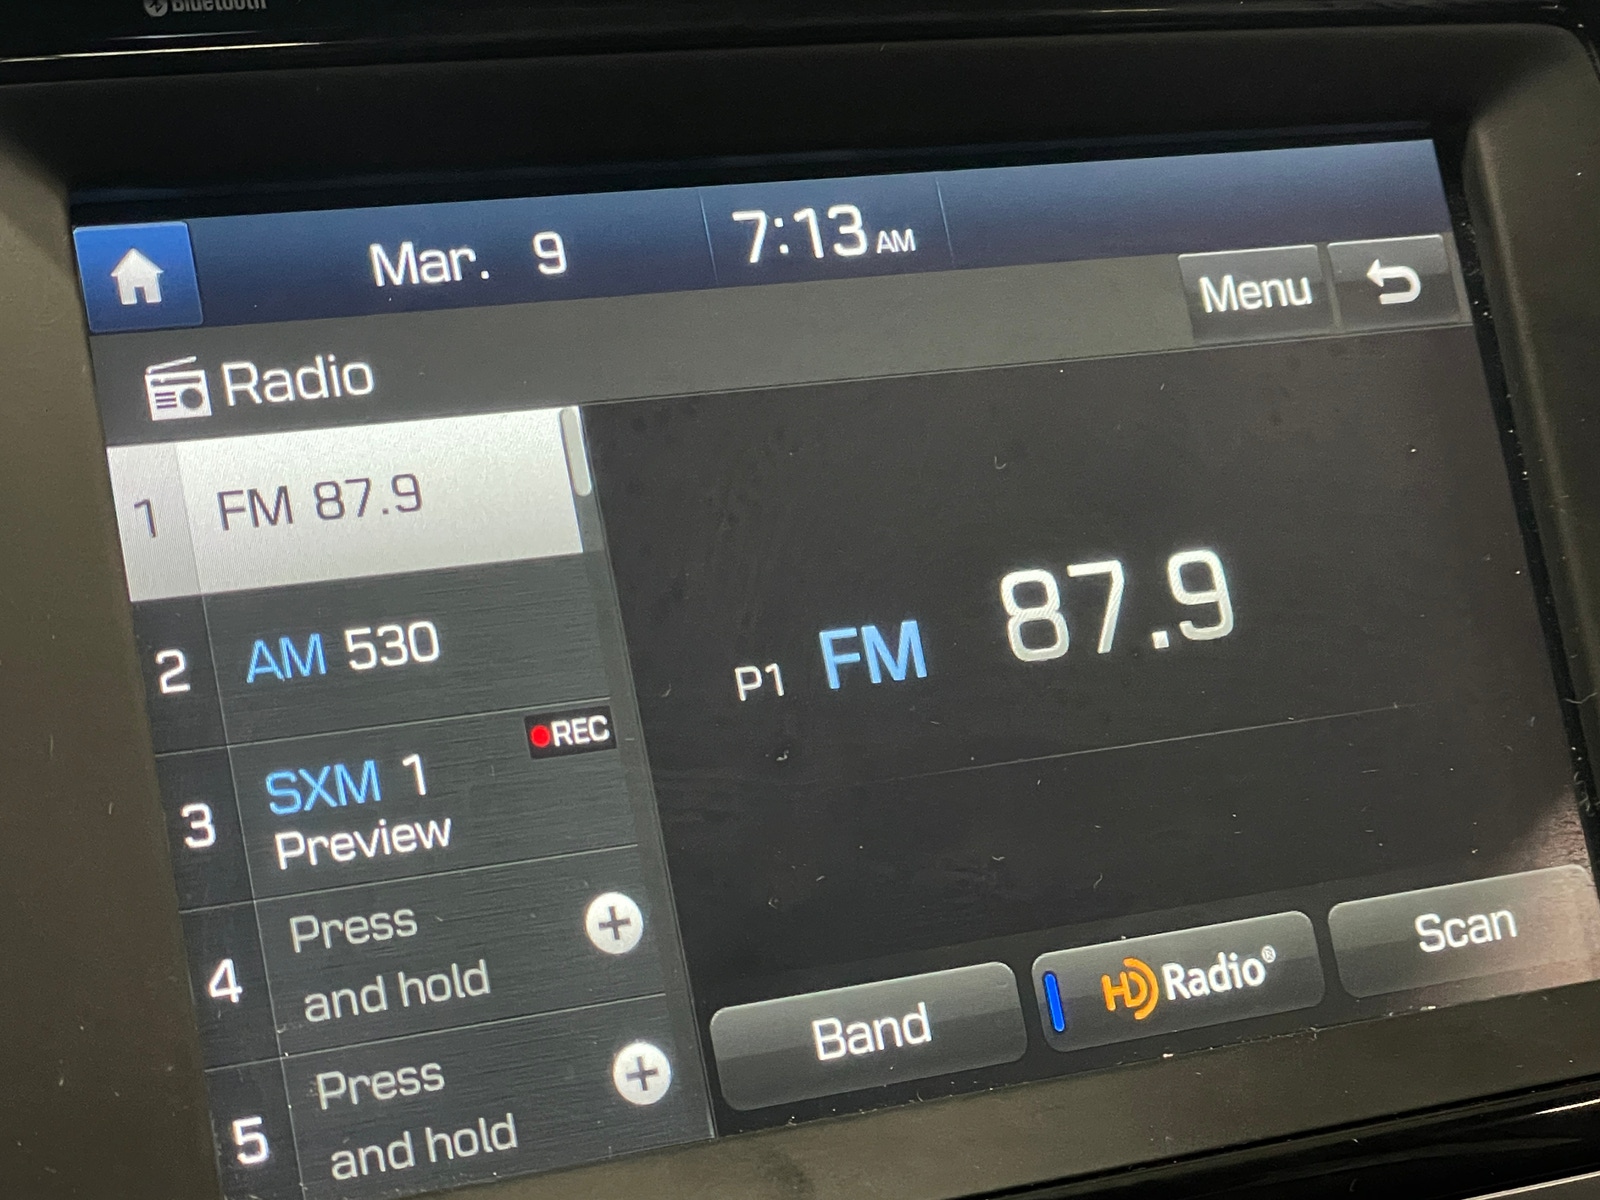 Bluetooth
Mar. 9 7:13 AM
Menu
Radio
1 FM 87.9
2 AM 530
3 SXM 1 REC
Preview
4 Press
and hold
5 Press
and hold
P1 FM 87.9
Band HD Radio® Scan